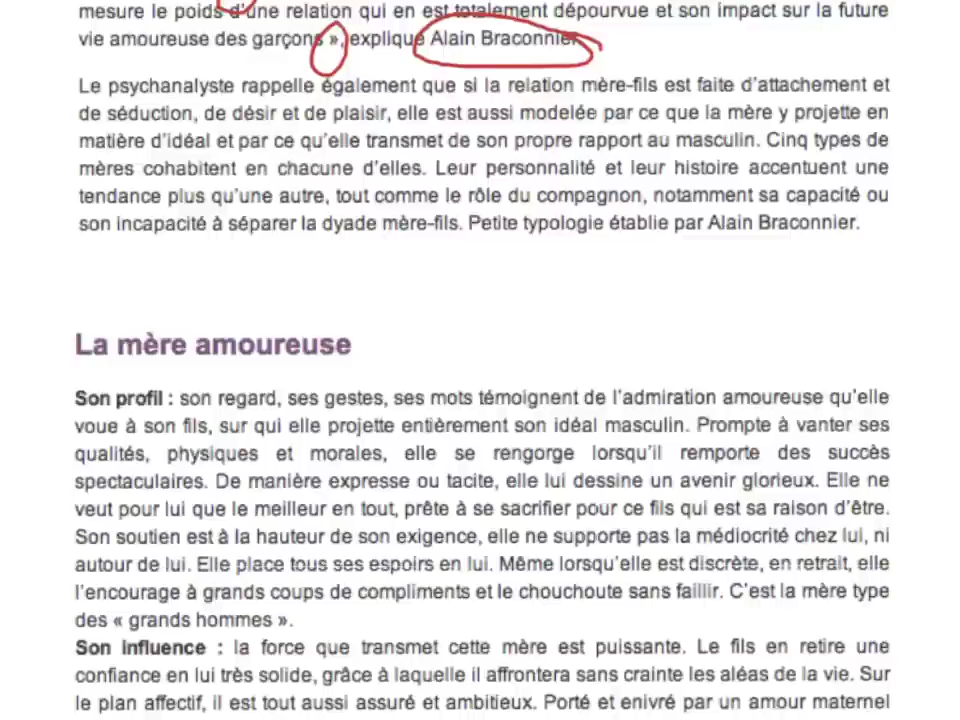 mesure le poids d'une relation qui en est totalement dépourvue et son impact sur la future
vie amoureuse des garçons », explique Alain Braconnier.
Le psychanalyste rappelle également que si la relation mère-fils est faite d'attachement et
de séduction, de désir et de plaisir, elle est aussi modelée par ce que la mère y projette en
matière d'idéal et par ce qu'elle transmet de son propre rapport au masculin. Cinq types de
mères cohabitent en chacune d'elles. Leur personnalité et leur histoire accentuent une
tendance plus qu'une autre, tout comme le rôle du compagnon, notamment sa capacité ou
son incapacité à séparer la dyade mère-fils. Petite typologie établie par Alain Braconnier.
La mère amoureuse
Son profil : son regard, ses gestes, ses mots témoignent de l'admiration amoureuse qu'elle
voue à son fils, sur qui elle projette entièrement son idéal masculin. Prompte à vanter ses
qualités, physiques et morales, elle se rengorge lorsqu'il remporte des succès
spectaculaires. De manière expresse ou tacite, elle lui dessine un avenir glorieux. Elle ne
veut pour lui que le meilleur en tout, prête à se sacrifier pour ce fils qui est sa raison d'être.
Son soutien est à la hauteur de son exigence, elle ne supporte pas la médiocrité chez lui, ni
autour de lui. Elle place tous ses espoirs en lui. Même lorsqu'elle est discrète, en retrait, elle
l'encourage à grands coups de compliments et le chouchoute sans faillir. C'est la mère type
des « grands hommes ».
Son influence : la force que transmet cette mère est puissante. Le fils en retire une
confiance en lui très solide, grâce à laquelle il affrontera sans crainte les aléas de la vie. Sur
le plan affectif, il est tout aussi assuré et ambitieux. Porté et enivré par un amour maternel